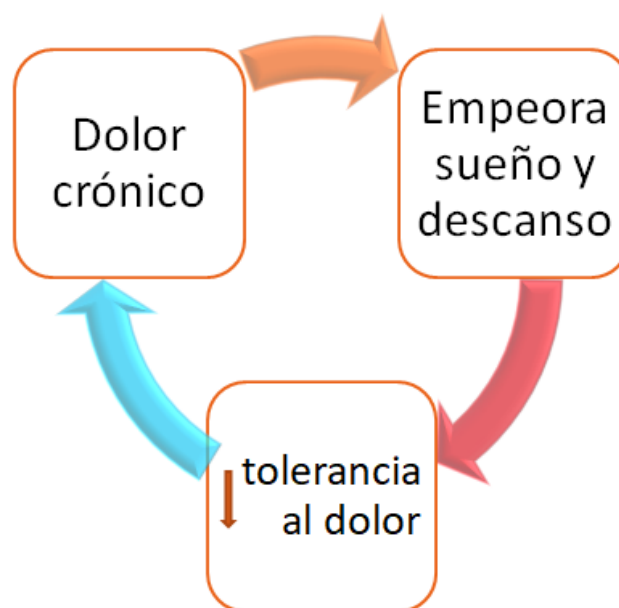 Dolor
crónico
Empeora
sueño y
descanso
tolerancia
al dolor